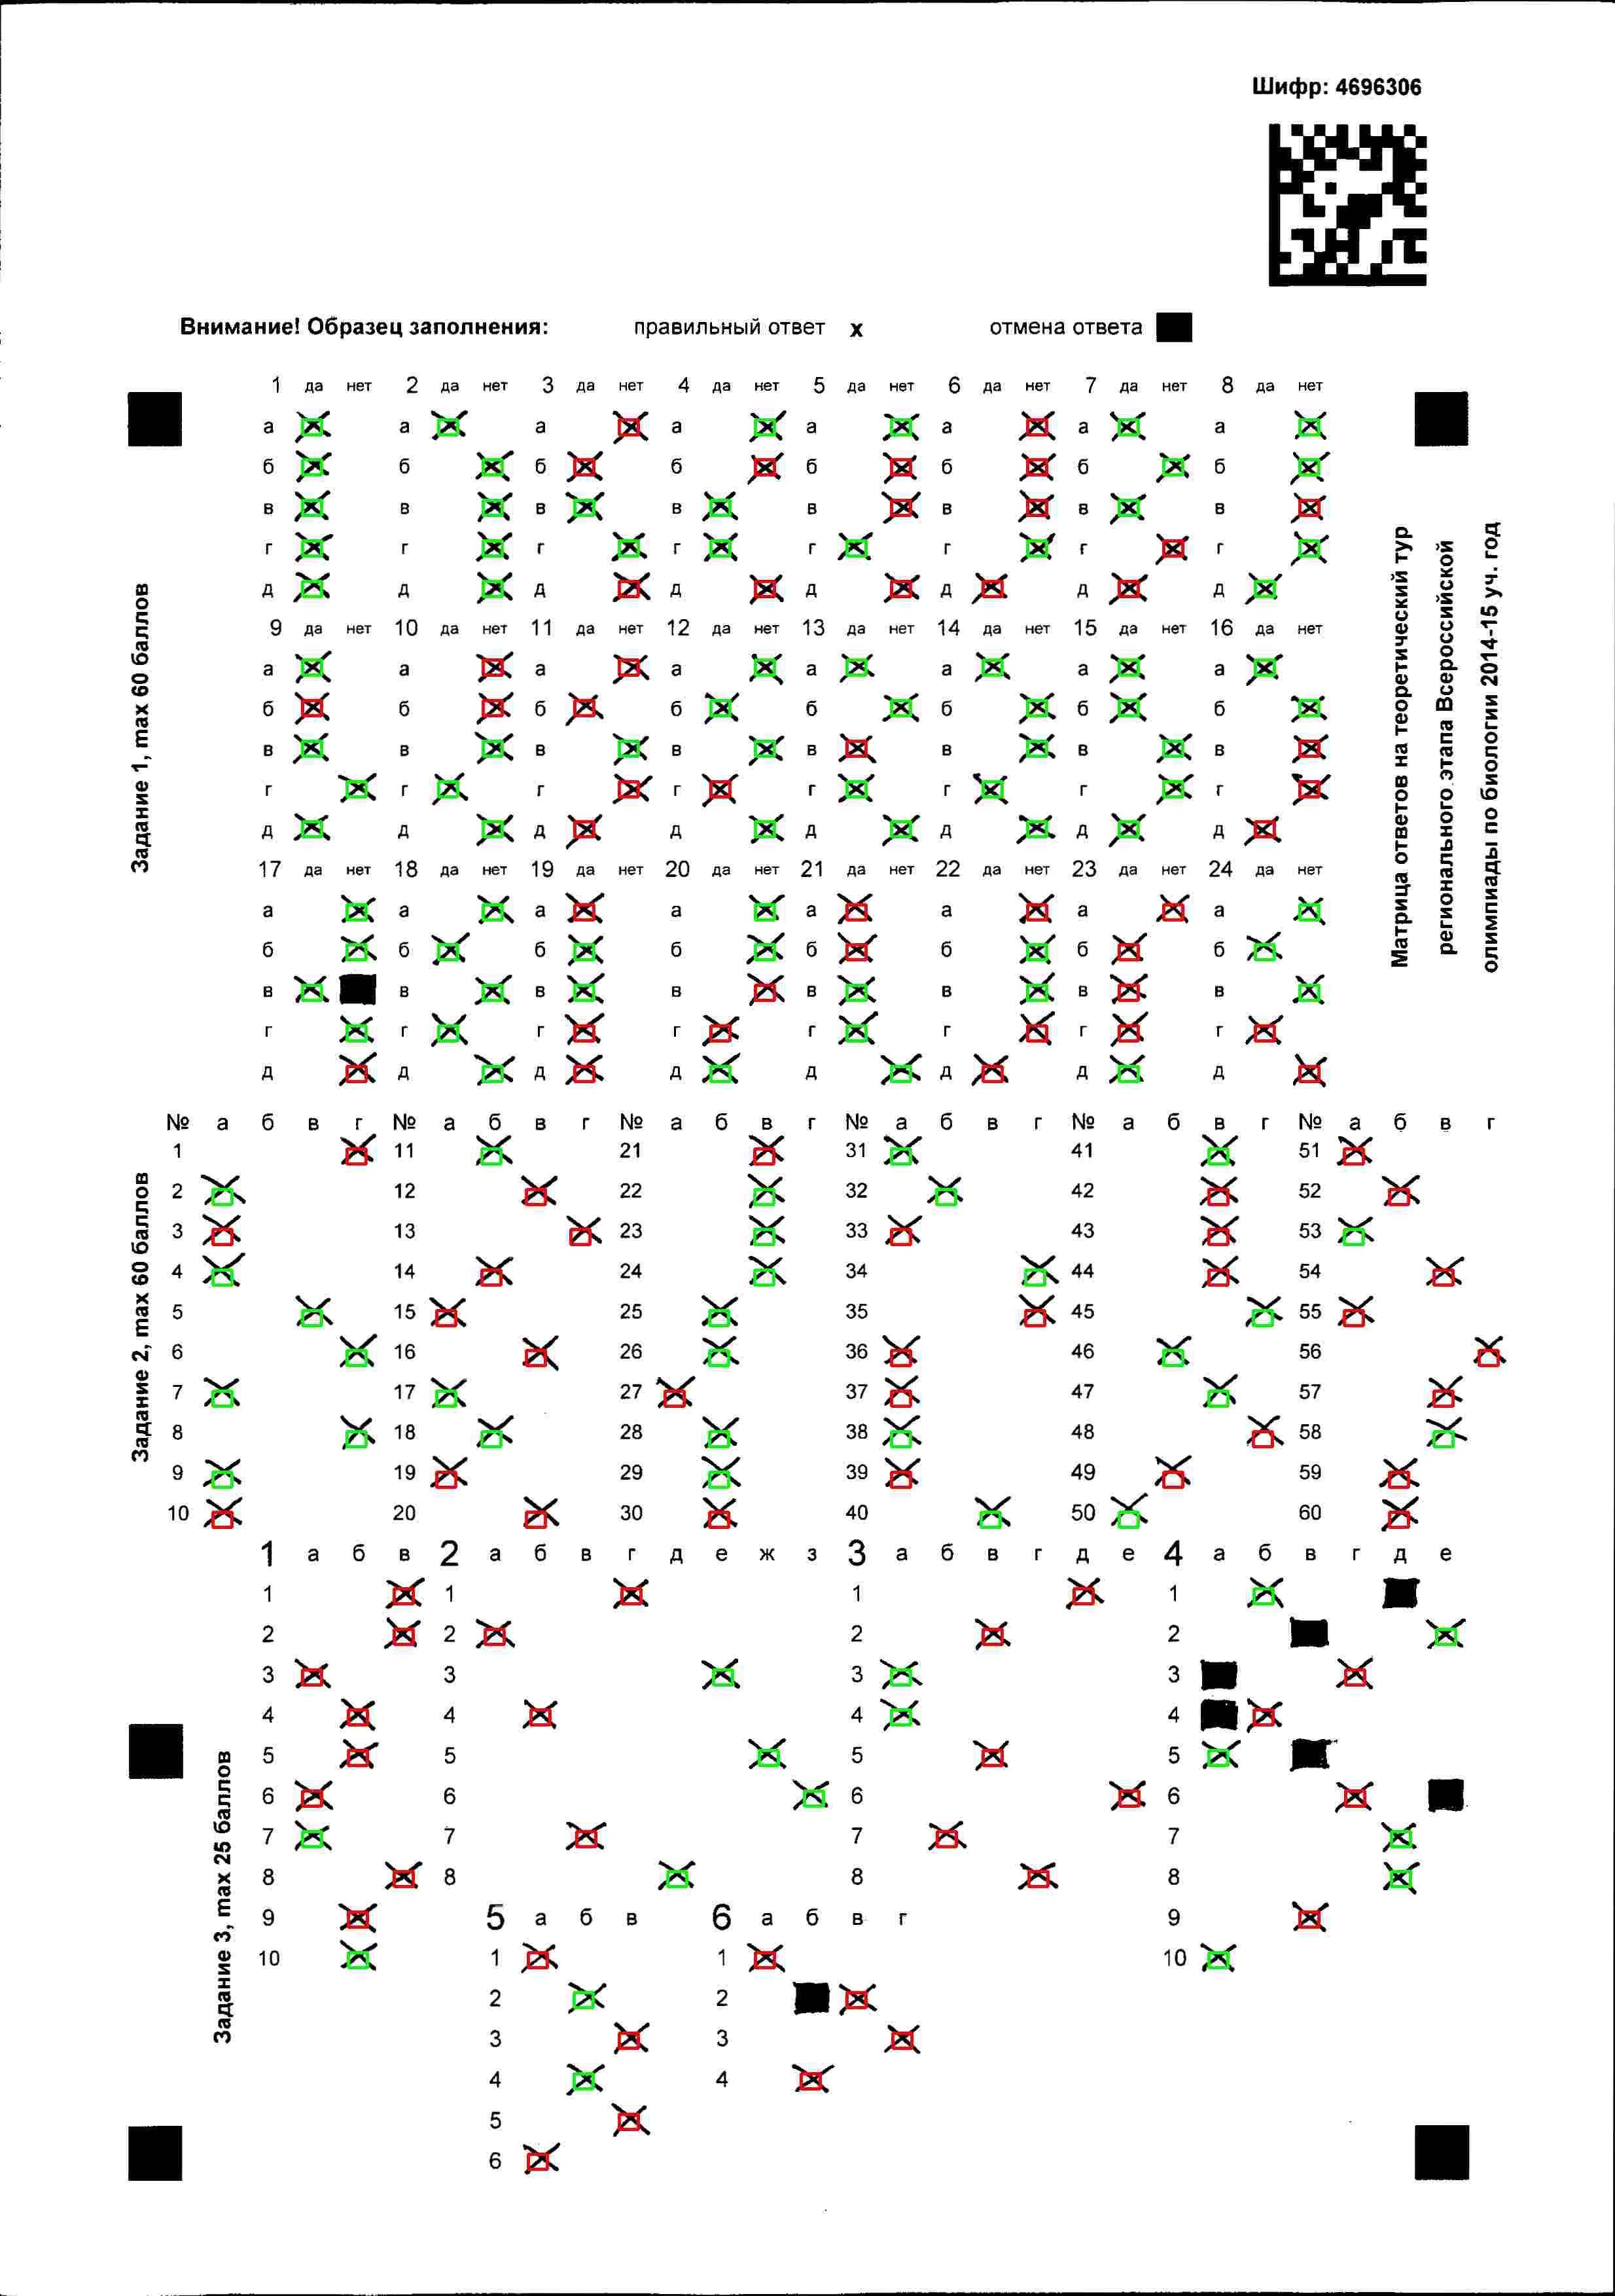 Шифр: 4696306
Внимание! Образец заполнения: правильный ответ x отмена ответа
1 да нет 2 да нет 3 да нет 4 да нет 5 да нет 6 да нет 7 да нет 8 да нет
а а а а а а а а
б б б б б б б б
в в в в в в в в
г г г г г г г г
д д д д д д д д
9 да нет 10 да нет 11 да нет 12 да нет 13 да нет 14 да нет 15 да нет 16 да нет
а а а а а а а а
б б б б б б б б
в в в в в в в в
г г г г г г г г
д д д д д д д д
17 да нет 18 да нет 19 да нет 20 да нет 21 да нет 22 да нет 23 да нет 24 да нет
а а а а а а а а
б б б б б б б б
в в в в в в в в
г г г г г г г г
д д д д д д д д
Задание 1, max 60 баллов
Матрица ответов на теоретический тур
регионального этапа Всероссийской
олимпиады по биологии 2014-15 уч. год
№ а б в г № а б в г № а б в г № а б в г № а б в г № а б в г
1 11 21 31 41 51
2 12 22 32 42 52
3 13 23 33 43 53
4 14 24 34 44 54
5 15 25 35 45 55
6 16 26 36 46 56
7 17 27 37 47 57
8 18 28 38 48 58
9 19 29 39 49 59
10 20 30 40 50 60
Задание 2, max 60 баллов
1 а б в 2 а б в г д е ж з 3 а б в г д е 4 а б в г д е
1 1 1 1
2 2 2 2
3 3 3 3
4 4 4 4
5 5 5 5
6 6 6 6
7 7 7 7
8 8 8 8
9 9
10 10
5 а б в 6 а б в г
1 1
2 2
3 3
4 4
5
6
Задание 3, max 25 баллов